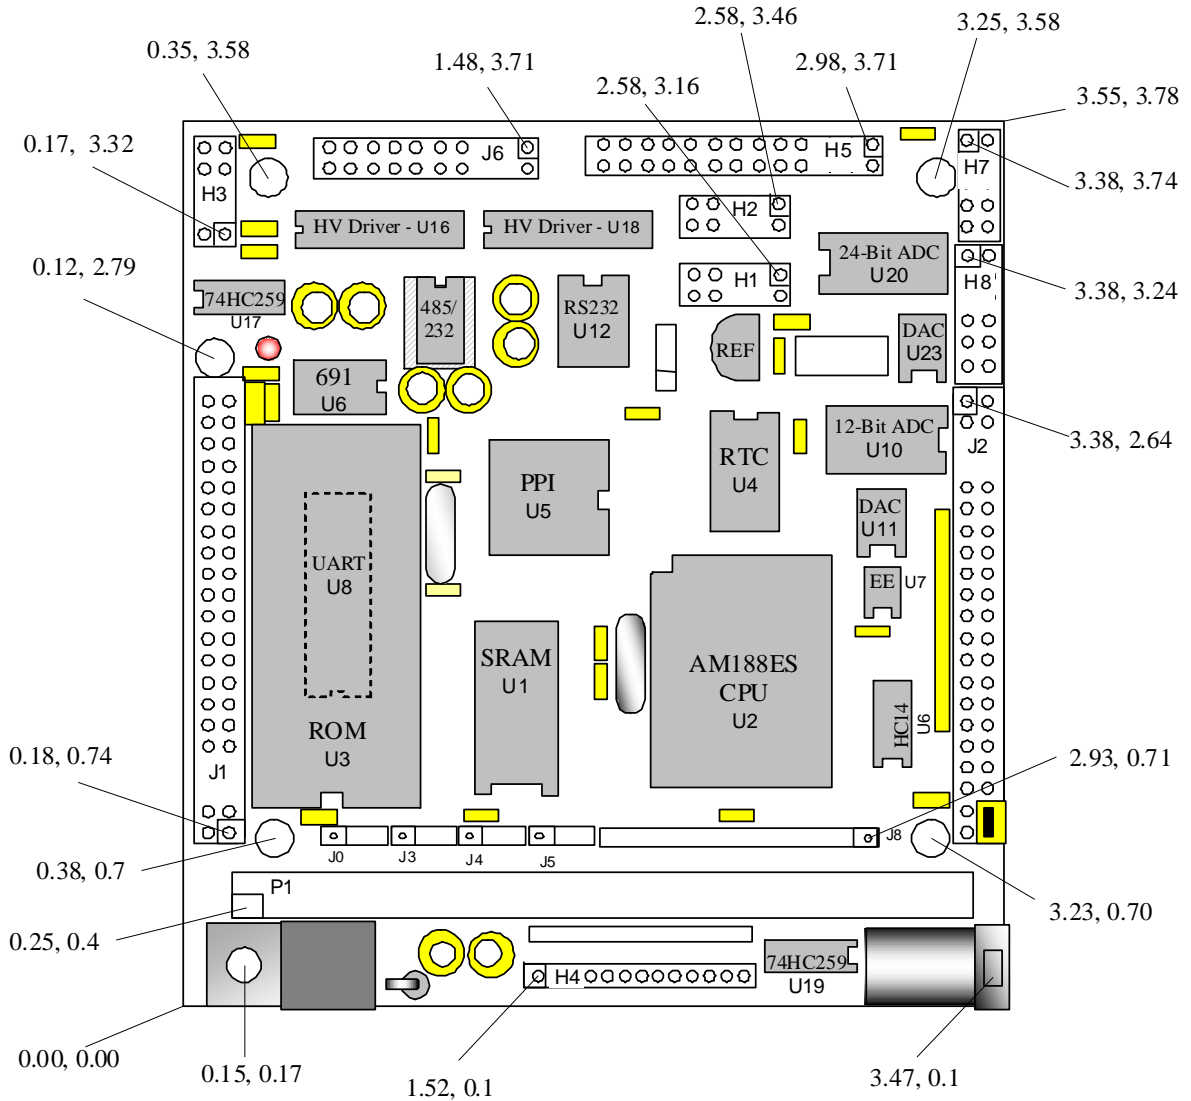 2.58, 3.46
3.25, 3.58
0.35, 3.58
1.48, 3.71
2.98, 3.71
2.58, 3.16
3.55, 3.78
0.17, 3.32
J6
H5
H7
H3
3.38, 3.74
H2
HV Driver - U16
HV Driver - U18
24-Bit ADC
U20
0.12, 2.79
H1
H8
3.38, 3.24
74HC259
U17
485/
232
RS232
U12
REF
DAC
U23
691
U6
12-Bit ADC
U10
J2
3.38, 2.64
RTC
U4
PPI
U5
DAC
U11
UART
U8
EE
U7
SRAM
U1
AM188ES
CPU
U2
HC14
U6
ROM
U3
J1
0.18, 0.74
2.93, 0.71
J0
J3
J4
J5
J8
0.38, 0.7
P1
3.23, 0.70
0.25, 0.4
H4
74HC259
U19
0.00, 0.00
0.15, 0.17
1.52, 0.1
3.47, 0.1